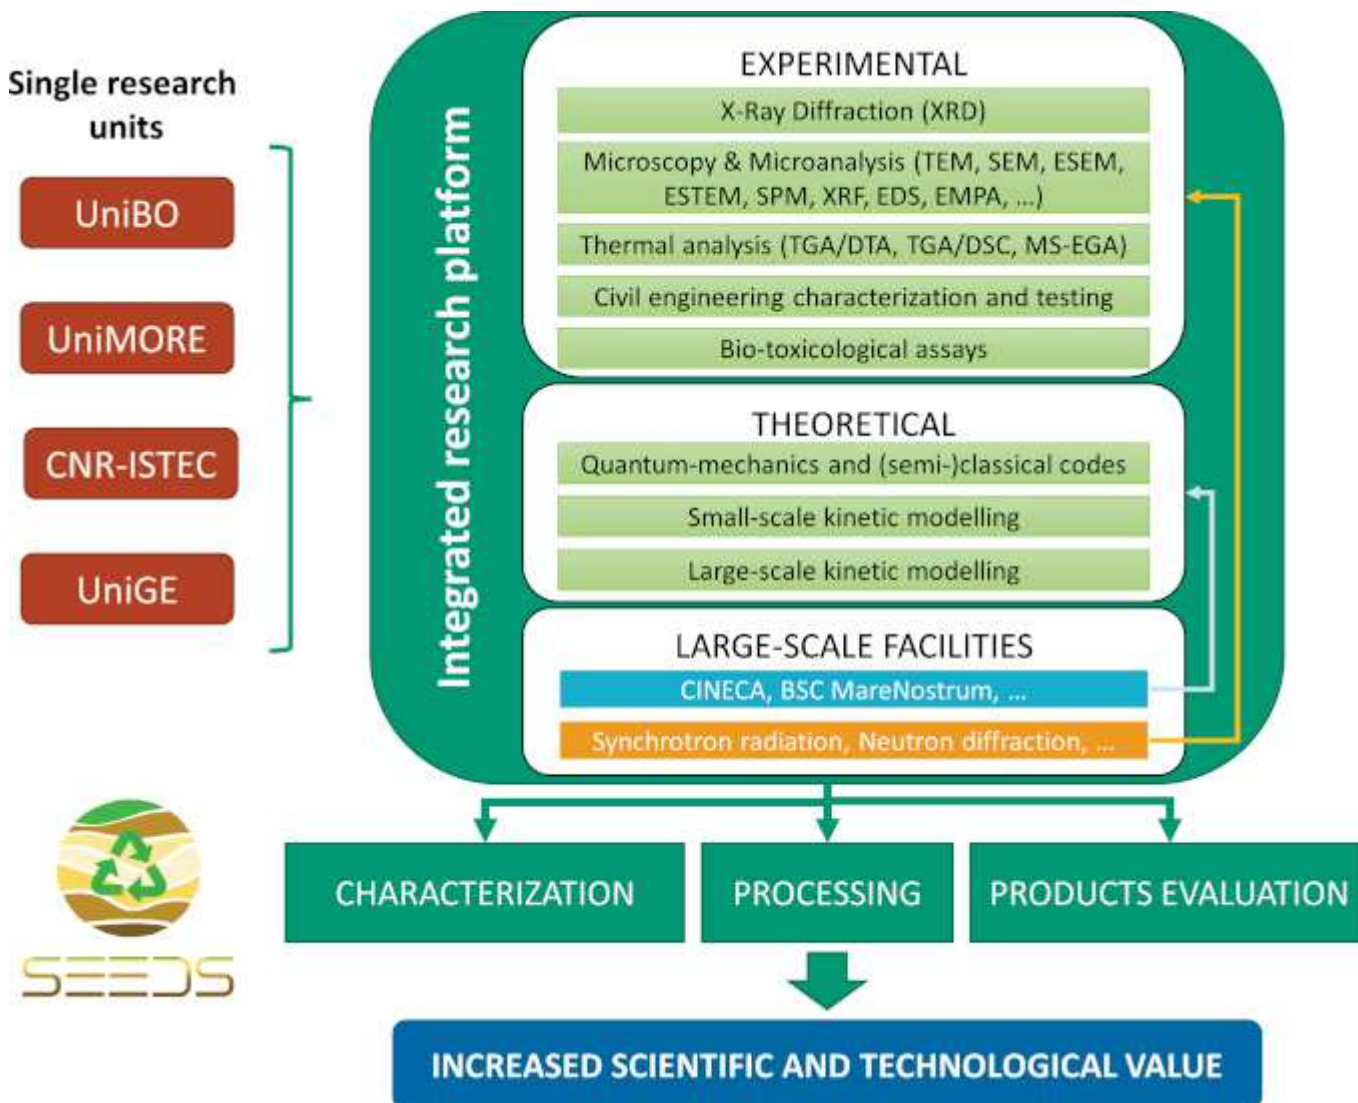 Single research
units
UniBO
UniMORE
CNR-ISTEC
UniGE
Integrated research platform
EXPERIMENTAL
X-Ray Diffraction (XRD)
Microscopy & Microanalysis (TEM, SEM, ESEM,
ESTEM, SPM, XRF, EDS, EMPA, ...)
Thermal analysis (TGA/DTA, TGA/DSC, MS-EGA)
Civil engineering characterization and testing
Bio-toxicological assays
THEORETICAL
Quantum-mechanics and (semi-)classical codes
Small-scale kinetic modelling
Large-scale kinetic modelling
LARGE-SCALE FACILITIES
CINECA, BSC MareNostrum, ...
Synchrotron radiation, Neutron diffraction, ...
SEEDS
CHARACTERIZATION
PROCESSING
PRODUCTS EVALUATION
INCREASED SCIENTIFIC AND TECHNOLOGICAL VALUE